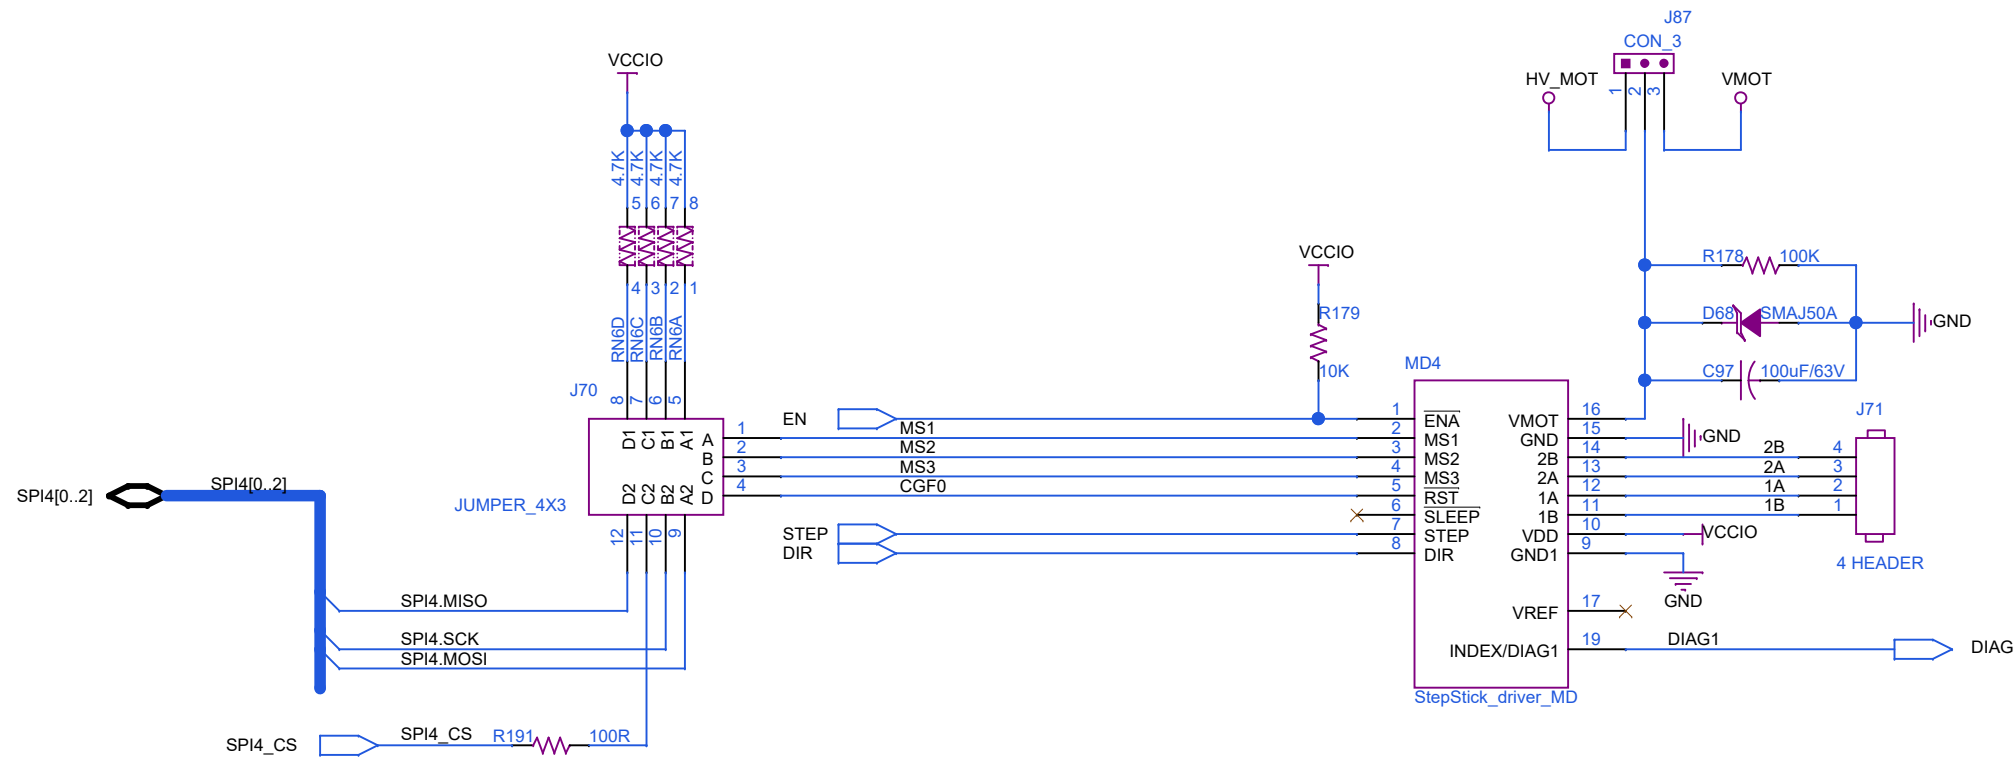 J87
CON_3
HV_MOT
VMOT
1
2
3
VCCIO
4.7K
4.7K
4.7K
4.7K
5
6
7
8
4
3
2
1
RN6D
RN6C
RN6B
RN6A
J70
8
7
6
5
D1
C1
B1
A1
A
B
C
D
1
2
3
4
D2
C2
B2
A2
JUMPER_4X3
12
11
10
9
SPI4[0..2]
SPI4[0..2]
SPI4.MISO
SPI4.SCK
SPI4.MOSI
SPI4_CS
SPI4_CS
R191
100R
VCCIO
R179
10K
EN
MS1
MS2
MS3
CGF0
STEP
DIR
MD4
1
2
3
4
5
6
7
8
ENA
MS1
MS2
MS3
RST
SLEEP
STEP
DIR
VMOT
GND
2B
2A
1A
1B
VDD
GND1
VREF
INDEX/DIAG1
16
15
14
13
12
11
10
9
17
19
StepStick_driver_MD
R178
100K
D68
SMAJ50A
GND
C97
100uF/63V
GND
J71
2B
2A
1A
1B
4
3
2
1
VCCIO
4 HEADER
GND
DIAG1
DIAG